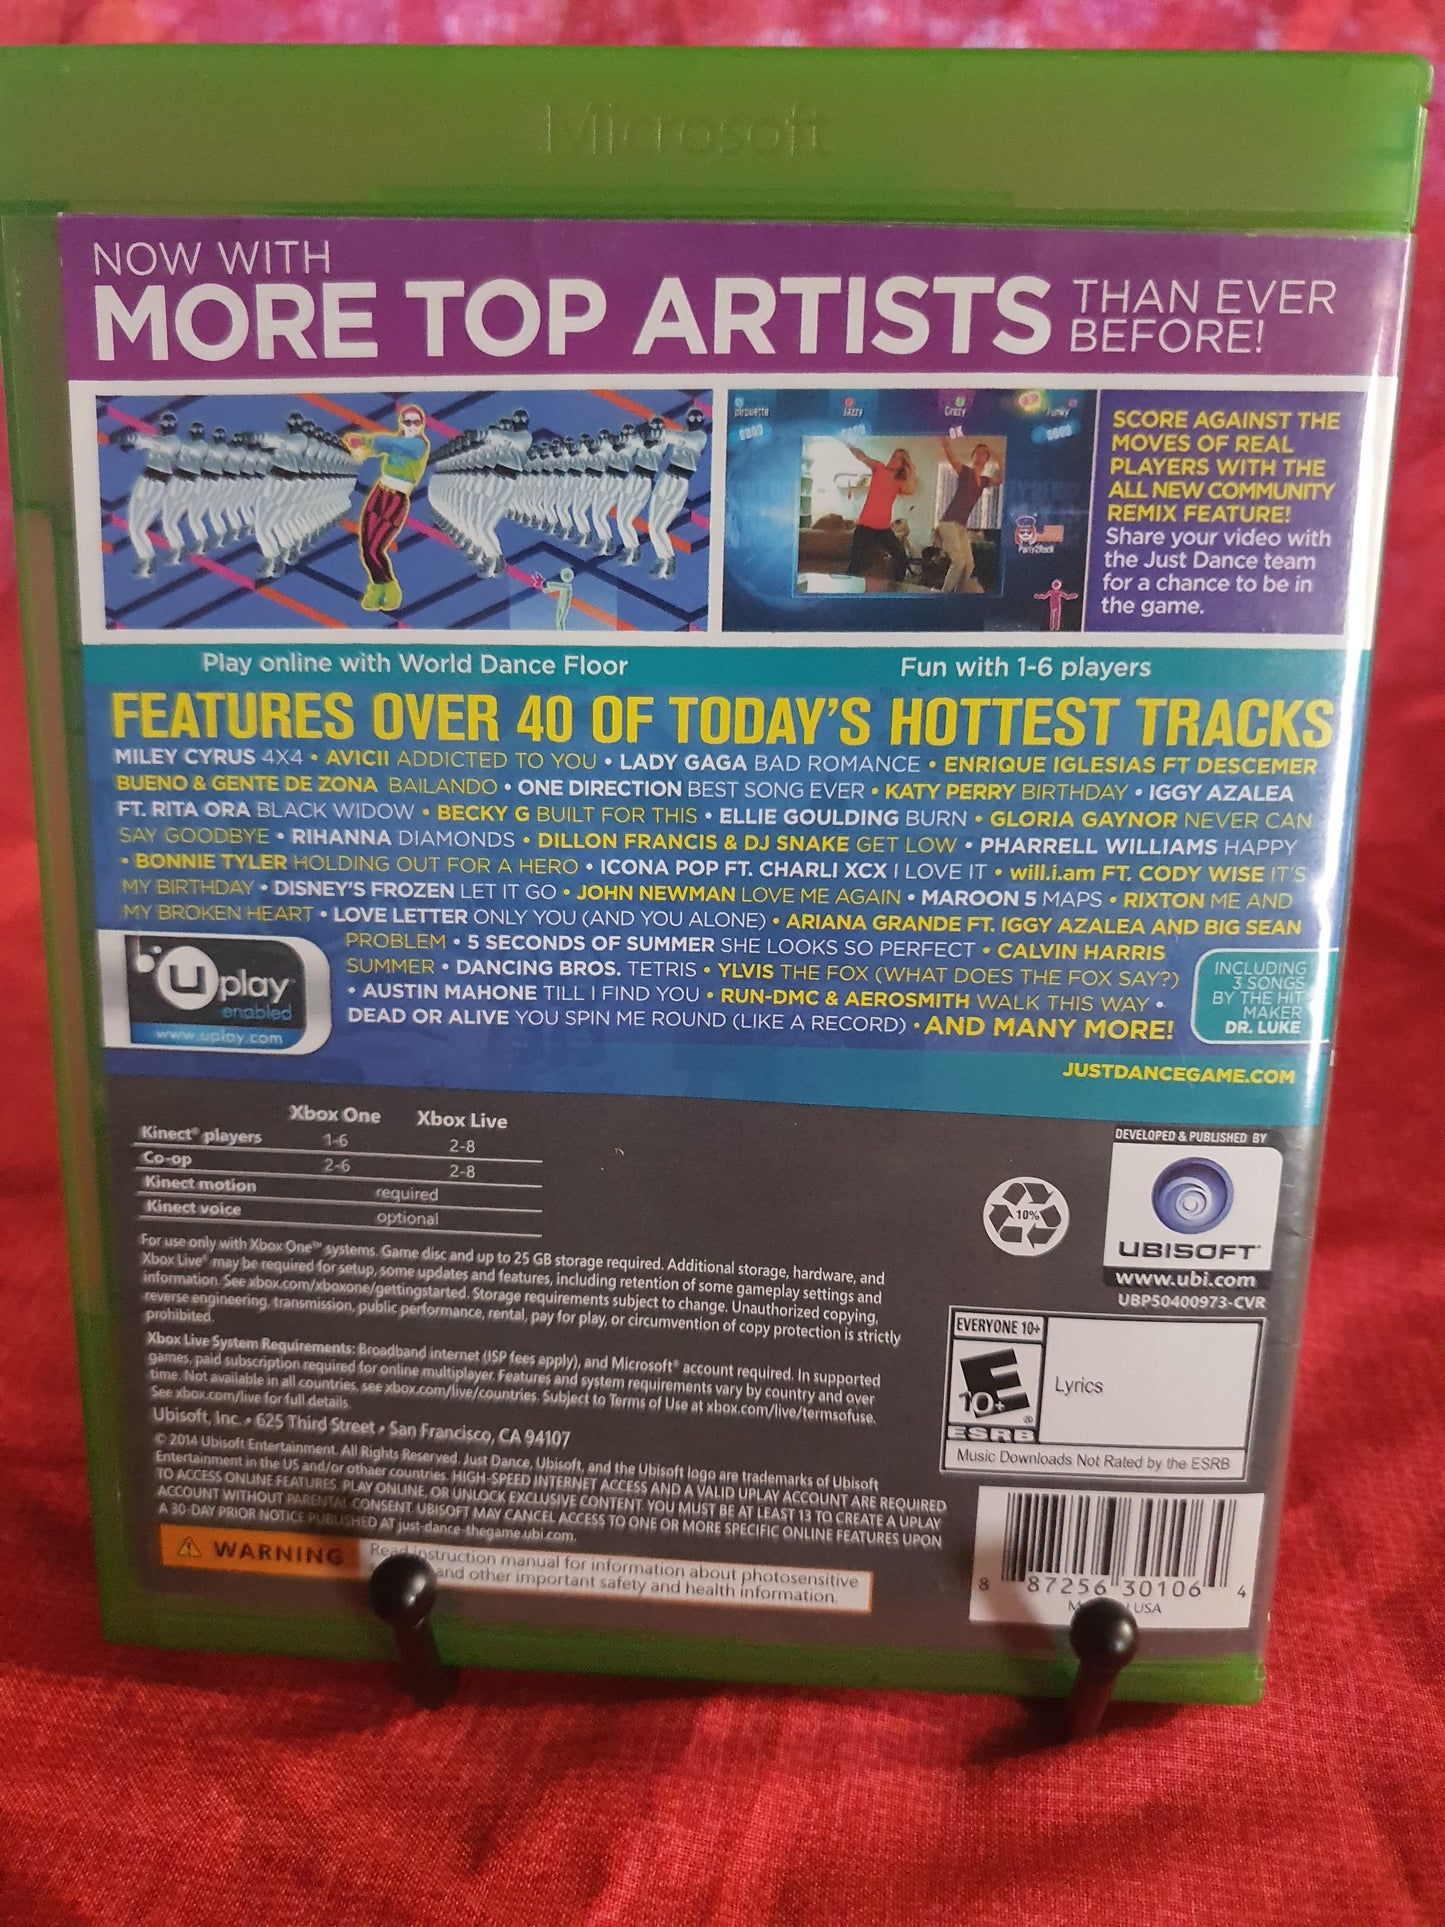 Microsoft
NOW WITH
MORE TOP ARTISTS
THAN EVER
BEFORE!
SCORE AGAINST THE
MOVES OF REAL
PLAYERS WITH THE
ALL NEW COMMUNITY
REMIX FEATURE!
Share your video with
the Just Dance team
for a chance to be in
the game.
pirouette
Jazzy
Crazy
Funky
OK
Party2Rock
Play online with World Dance Floor
Fun with 1-6 players
FEATURES OVER 40 OF TODAY'S HOTTEST TRACKS
MILEY CYRUS 4X4 • AVICII ADDICTED TO YOU • LADY GAGA BAD ROMANCE • ENRIQUE IGLESIAS FT DESCEMER
BUENO & GENTE DE ZONA BAILANDO • ONE DIRECTION BEST SONG EVER • KATY PERRY BIRTHDAY • IGGY AZALEA
FT. RITA ORA BLACK WIDOW • BECKY G BUILT FOR THIS • ELLIE GOULDING BURN • GLORIA GAYNOR NEVER CAN
SAY GOODBYE • RIHANNA DIAMONDS • DILLON FRANCIS & DJ SNAKE GET LOW • PHARRELL WILLIAMS HAPPY
• BONNIE TYLER HOLDING OUT FOR A HERO • ICONA POP FT. CHARLI XCX I LOVE IT • will.i.am FT. CODY WISE IT'S
MY BIRTHDAY • DISNEY'S FROZEN LET IT GO • JOHN NEWMAN LOVE ME AGAIN • MAROON 5 MAPS • RIXTON ME AND
MY BROKEN HEART • LOVE LETTER ONLY YOU (AND YOU ALONE) • ARIANA GRANDE FT. IGGY AZALEA AND BIG SEAN
PROBLEM • 5 SECONDS OF SUMMER SHE LOOKS SO PERFECT • CALVIN HARRIS
SUMMER • DANCING BROS. TETRIS • YLVIS THE FOX (WHAT DOES THE FOX SAY?)
• AUSTIN MAHONE TILL I FIND YOU • RUN-DMC & AEROSMITH WALK THIS WAY •
DEAD OR ALIVE YOU SPIN ME ROUND (LIKE A RECORD) • AND MANY MORE!
Uplay
enabled
www.uplay.com
INCLUDING
3 SONGS
BY THE HIT
MAKER
DR. LUKE
JUSTDANCEGAME.COM
Xbox One Xbox Live
Kinect® players 1-6 2-8
Co-op 2-6 2-8
Kinect motion required
Kinect voice optional
10%
DEVELOPED & PUBLISHED BY
UBISOFT
www.ubi.com
UBP50400973-CVR
For use only with Xbox One™ systems. Game disc and up to 25 GB storage required. Additional storage, hardware, and
Xbox Live® may be required for setup, some updates and features, including retention of some gameplay settings and
information. See xbox.com/xboxone/gettingstarted. Storage requirements subject to change. Unauthorized copying,
reverse engineering, transmission, public performance, rental, pay for play, or circumvention of copy protection is strictly
prohibited.
Xbox Live System Requirements: Broadband internet (ISP fees apply), and Microsoft® account required. In supported
games, paid subscription required for online multiplayer. Features and system requirements vary by country and over
time. Not available in all countries, see xbox.com/live/countries. Subject to Terms of Use at xbox.com/live/termsofuse.
See xbox.com/live for full details.
Ubisoft, Inc. • 625 Third Street • San Francisco, CA 94107
© 2014 Ubisoft Entertainment. All Rights Reserved. Just Dance, Ubisoft, and the Ubisoft logo are trademarks of Ubisoft
Entertainment in the US and/or othaer countries. HIGH-SPEED INTERNET ACCESS AND A VALID UPLAY ACCOUNT ARE REQUIRED
TO ACCESS ONLINE FEATURES, PLAY ONLINE, OR UNLOCK EXCLUSIVE CONTENT. YOU MUST BE AT LEAST 13 TO CREATE A UPLAY
ACCOUNT WITHOUT PARENTAL CONSENT. UBISOFT MAY CANCEL ACCESS TO ONE OR MORE SPECIFIC ONLINE FEATURES UPON
A 30-DAY PRIOR NOTICE PUBLISHED AT just-dance-thegame.ubi.com.
EVERYONE 10+
E
10+
®
ESRB
Lyrics
Music Downloads Not Rated by the ESRB
WARNING
Read instruction manual for information about photosensitive
and other important safety and health information.
8 87256 30106 4
USA